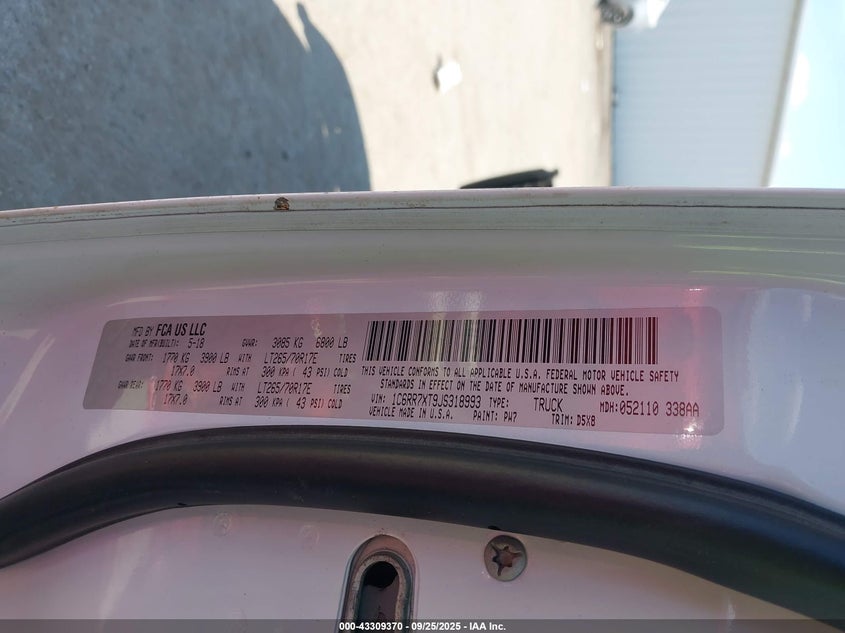 MFD BY FCA US LLC
DATE OF MFR(BUILT): 5-18 GVWR: 3085 KG 6800 LB
GAWR FRONT: 1770 KG 3900 LB WITH LT265/70R17E TIRES
17X7.0 RIMS AT 300 KPA ( 43 PSI) COLD
GAWR REAR: 1770 KG 3900 LB WITH LT265/70R17E TIRES
17X7.0 RIMS AT 300 KPA ( 43 PSI) COLD
THIS VEHICLE CONFORMS TO ALL APPLICABLE U.S.A. FEDERAL MOTOR VEHICLE SAFETY
STANDARDS IN EFFECT ON THE DATE OF MANUFACTURE SHOWN ABOVE.
VIN: 1C6RR7XT9JS318993 TYPE: TRUCK MDH: 052110 338AA
VEHICLE MADE IN U.S.A. PAINT: PW7 TRIM: D5X8
000-43309370 - 09/25/2025 - IAA Inc.